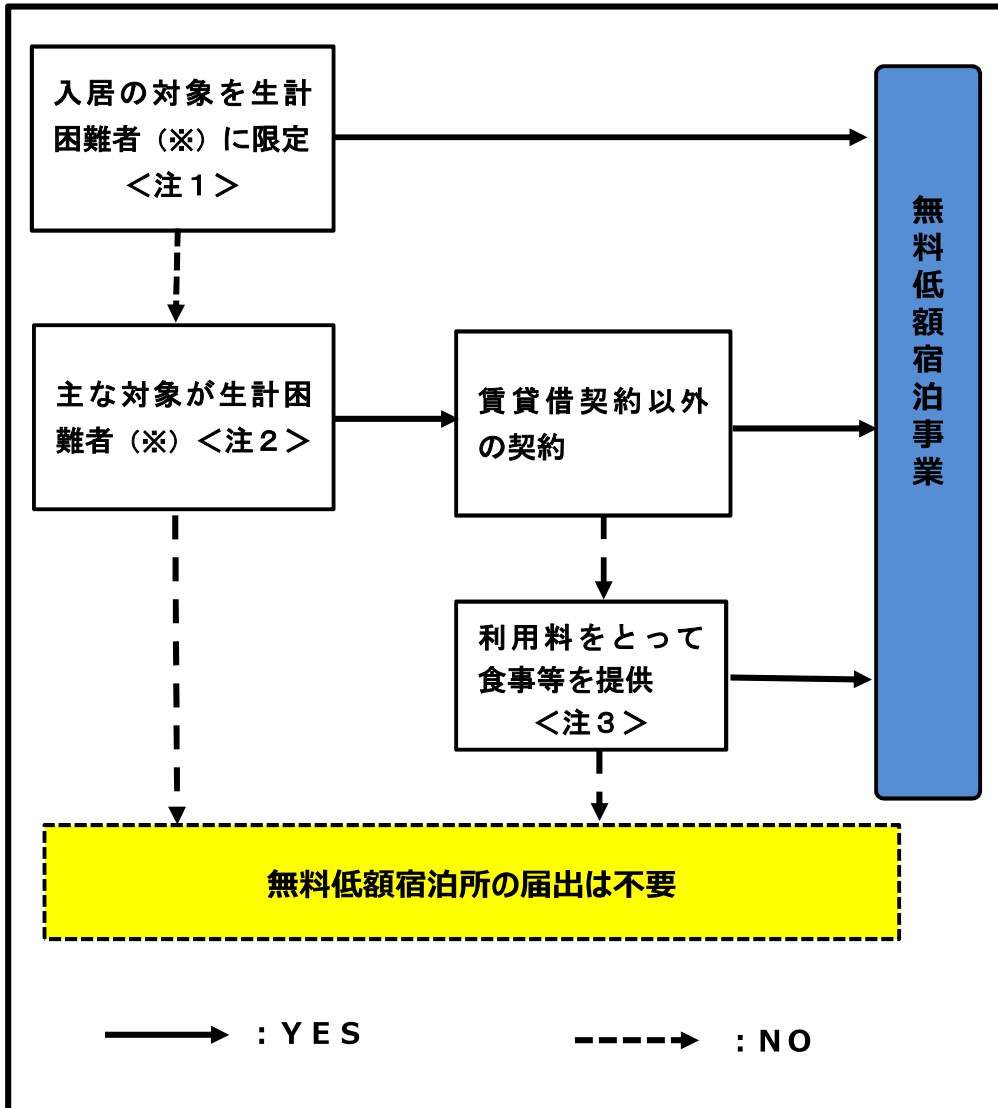 入居の対象を生計
困難者（※）に限定
＜注１＞
無料低額宿泊事業
主な対象が生計困
難者（※）＜注２＞
賃貸借契約以外
の契約
利用料をとって
食事等を提供
＜注３＞
無料低額宿泊所の届出は不要
：ＹＥＳ
：ＮＯ